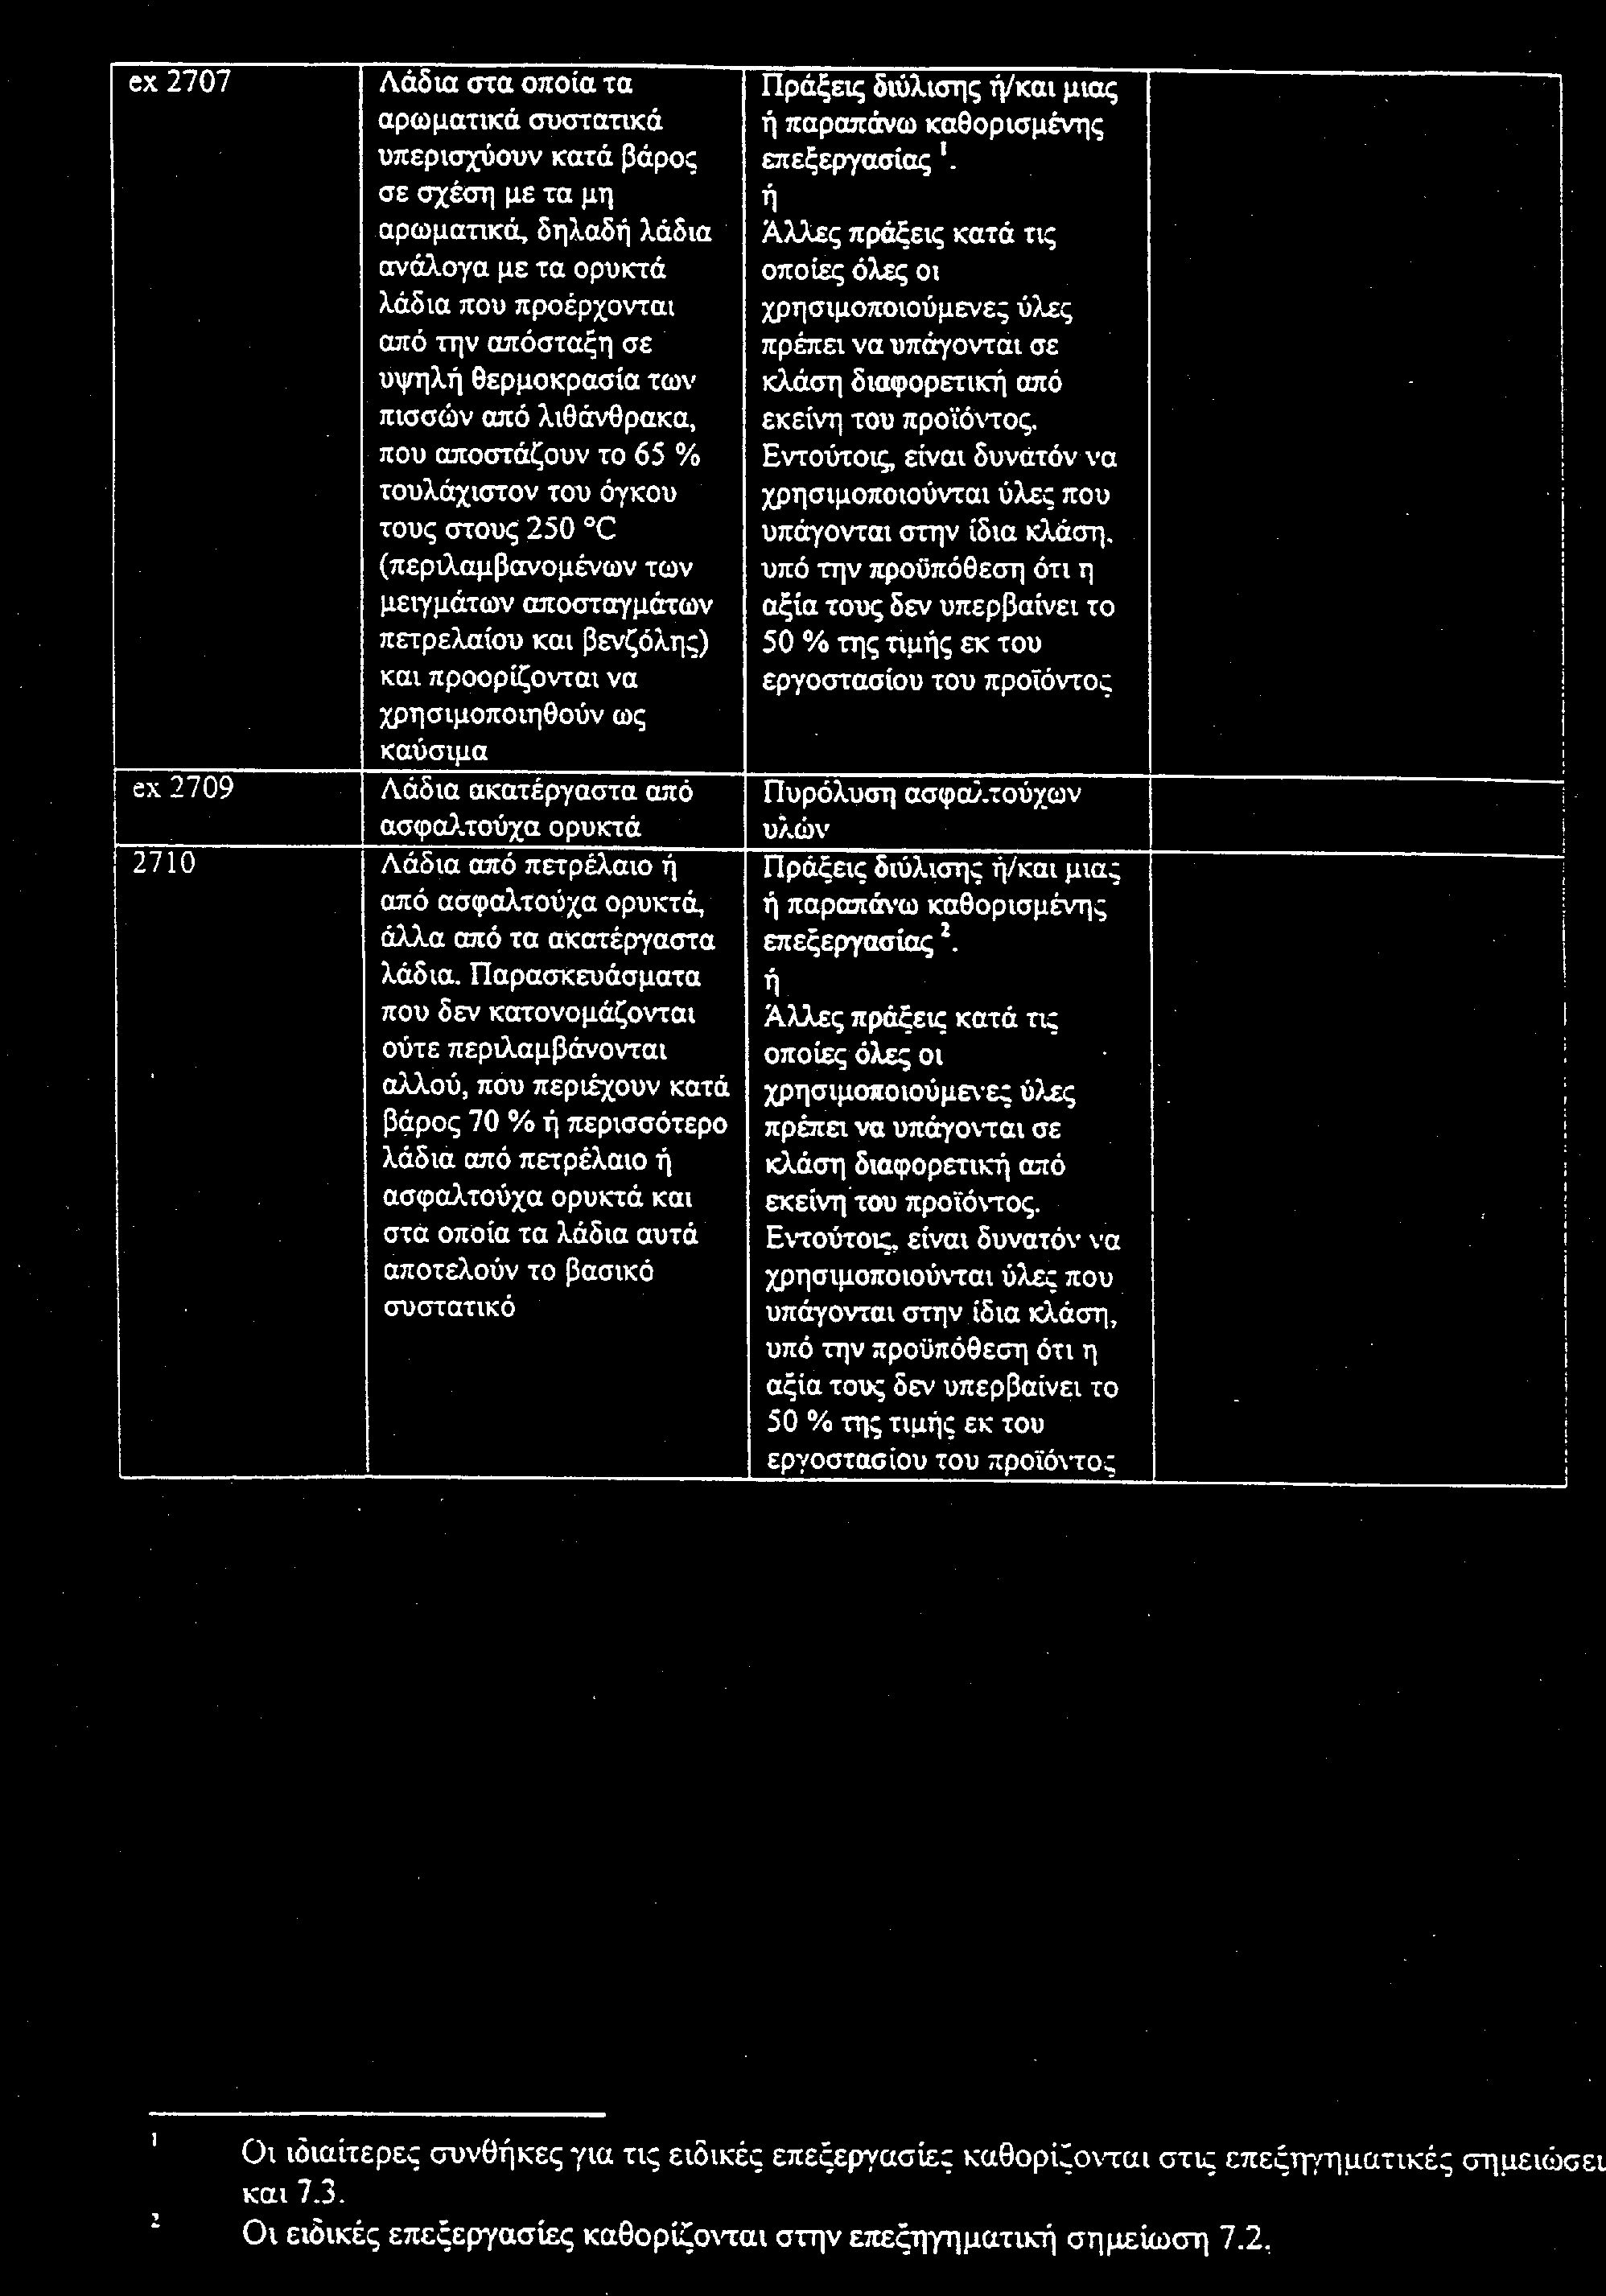 ex 2707
Λάδια στα οποία τα
αρωματικά συστατικά
υπερισχύουν κατά βάρος
σε σχέση με τα μη
αρωματικά, δηλαδή λάδια
ανάλογα με τα ορυκτά
λάδια που προέρχονται
από την απόσταξη σε
υψηλή θερμοκρασία των
πισσών από λιθάνθρακα,
που αποστάζουν το 65 %
τουλάχιστον του όγκου
τους στους 250 °C
(περιλαμβανομένων των
μειγμάτων αποσταγμάτων
πετρελαίου και βενζόλης)
και προορίζονται να
χρησιμοποιηθούν ως
καύσιμα
Πράξεις διύλισης ή/και μιας
ή παραπάνω καθορισμένης
επεξεργασίας ¹.
ή
Άλλες πράξεις κατά τις
οποίες όλες οι
χρησιμοποιούμενες ύλες
πρέπει να υπάγονται σε
κλάση διαφορετική από
εκείνη του προϊόντος.
Εντούτοις, είναι δυνατόν να
χρησιμοποιούνται ύλες που
υπάγονται στην ίδια κλάση,
υπό την προϋπόθεση ότι η
αξία τους δεν υπερβαίνει το
50 % της τιμής εκ του
εργοστασίου του προϊόντος
ex 2709
Λάδια ακατέργαστα από
ασφαλτούχα ορυκτά
Πυρόλυση ασφαλτούχων
υλών
2710
Λάδια από πετρέλαιο ή
από ασφαλτούχα ορυκτά,
άλλα από τα ακατέργαστα
λάδια. Παρασκευάσματα
που δεν κατονομάζονται
ούτε περιλαμβάνονται
αλλού, που περιέχουν κατά
βάρος 70 % ή περισσότερο
λάδια από πετρέλαιο ή
ασφαλτούχα ορυκτά και
στα οποία τα λάδια αυτά
αποτελούν το βασικό
συστατικό
Πράξεις διύλισης ή/και μιας
ή παραπάνω καθορισμένης
επεξεργασίας ².
ή
Άλλες πράξεις κατά τις
οποίες όλες οι
χρησιμοποιούμενες ύλες
πρέπει να υπάγονται σε
κλάση διαφορετική από
εκείνη του προϊόντος.
Εντούτοις, είναι δυνατόν να
χρησιμοποιούνται ύλες που
υπάγονται στην ίδια κλάση,
υπό την προϋπόθεση ότι η
αξία τους δεν υπερβαίνει το
50 % της τιμής εκ του
εργοστασίου του προϊόντος
¹ Οι ιδιαίτερες συνθήκες για τις ειδικές επεξεργασίες καθορίζονται στις επεξηγηματικές σημειώσει
και 7.3.
² Οι ειδικές επεξεργασίες καθορίζονται στην επεξηγηματική σημείωση 7.2.